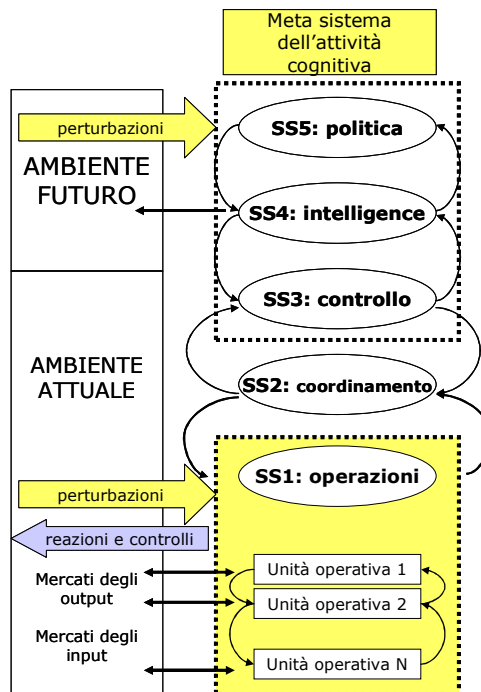 Meta sistema
dell'attività
cognitiva
perturbazioni
SS5: politica
AMBIENTE
FUTURO
SS4: intelligence
SS3: controllo
AMBIENTE
ATTUALE
SS2: coordinamento
SS1: operazioni
perturbazioni
reazioni e controlli
Mercati degli
output
Unità operativa 1
Unità operativa 2
Mercati degli
input
Unità operativa N